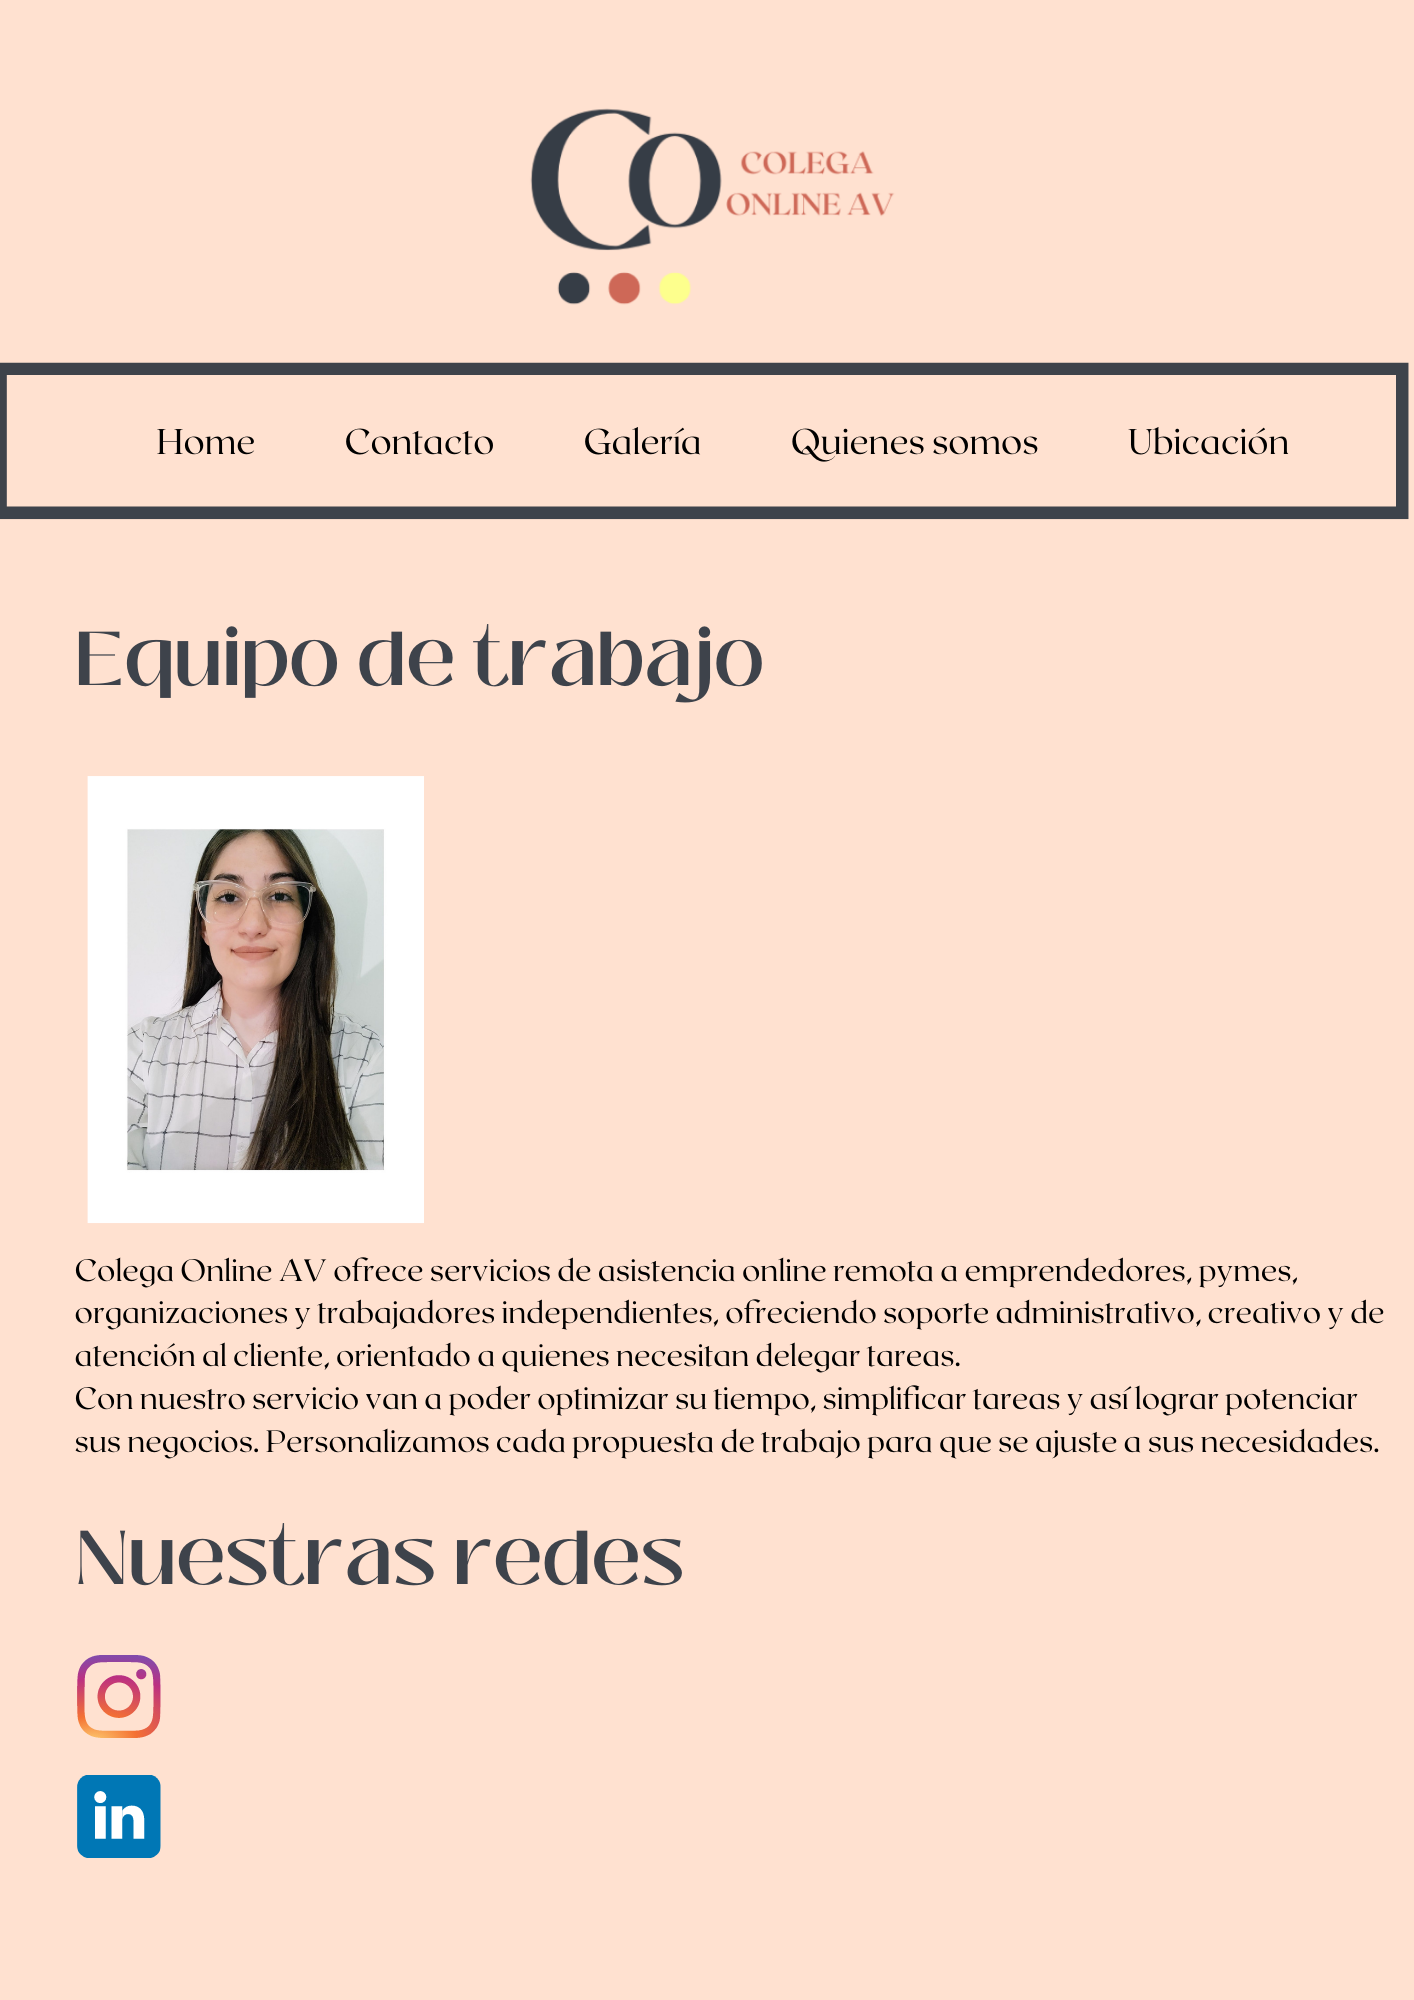 Co
COLEGA
ONLINE AV
Home Contacto Galería Quienes somos Ubicación
Equipo de trabajo
Colega Online AV ofrece servicios de asistencia online remota a emprendedores, pymes,
organizaciones y trabajadores independientes, ofreciendo soporte administrativo, creativo y de
atención al cliente, orientado a quienes necesitan delegar tareas.
Con nuestro servicio van a poder optimizar su tiempo, simplificar tareas y así lograr potenciar
sus negocios. Personalizamos cada propuesta de trabajo para que se ajuste a sus necesidades.
Nuestras redes
in